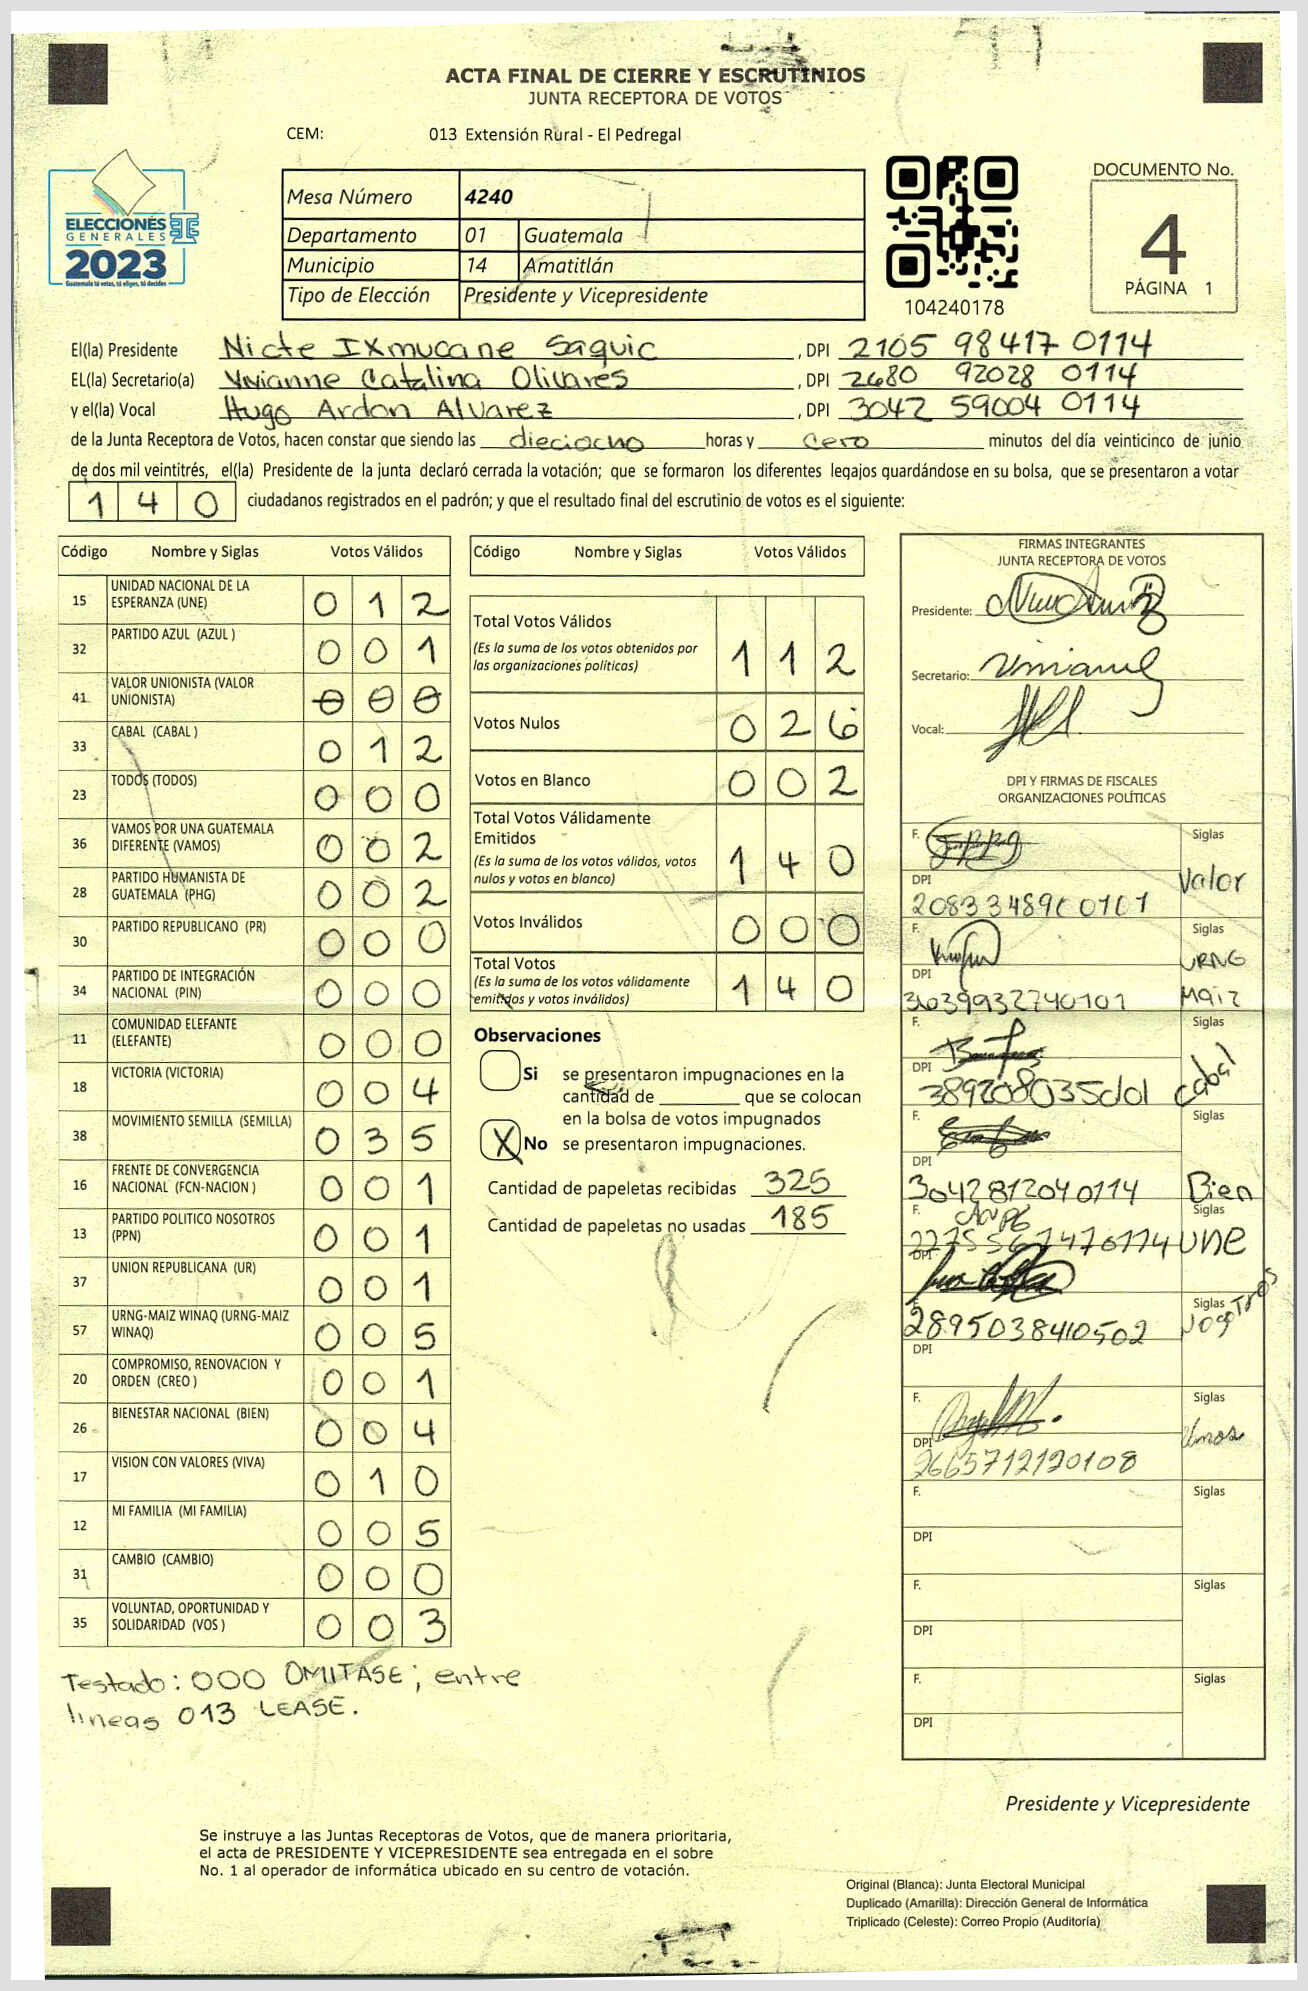 ACTA FINAL DE CIERRE Y ESCRUTINIOS
JUNTA RECEPTORA DE VOTOS
CEM: 013 Extensión Rural - El Pedregal
ELECCIONES
GENERALES
2023
Guatemala tú votas, tú eliges, tú decides
Mesa Número 4240
Departamento 01 Guatemala
Municipio 14 Amatitlán
Tipo de Elección Presidente y Vicepresidente
104240178
DOCUMENTO No.
4
PÁGINA 1
El(la) Presidente Nicte Ixmucane Saquic , DPI 2105 98417 0114
EL(la) Secretario(a) Vivianne Catalina Olivares , DPI 2680 92028 0114
y el(la) Vocal Hugo Ardon Alvarez , DPI 3042 59004 0114
de la Junta Receptora de Votos, hacen constar que siendo las dieciocho horas y cero minutos del día veinticinco de junio
de dos mil veintitrés, el(la) Presidente de la junta declaró cerrada la votación; que se formaron los diferentes legajos guardándose en su bolsa, que se presentaron a votar
140 ciudadanos registrados en el padrón; y que el resultado final del escrutinio de votos es el siguiente:
Código Nombre y Siglas Votos Válidos
15 UNIDAD NACIONAL DE LA ESPERANZA (UNE) 0 1 2
32 PARTIDO AZUL (AZUL ) 0 0 1
41 VALOR UNIONISTA (VALOR UNIONISTA) 0 0 0
33 CABAL (CABAL ) 0 1 2
23 TODOS (TODOS) 0 0 0
36 VAMOS POR UNA GUATEMALA DIFERENTE (VAMOS) 0 0 2
28 PARTIDO HUMANISTA DE GUATEMALA (PHG) 0 0 2
30 PARTIDO REPUBLICANO (PR) 0 0 0
34 PARTIDO DE INTEGRACIÓN NACIONAL (PIN) 0 0 0
11 COMUNIDAD ELEFANTE (ELEFANTE) 0 0 0
18 VICTORIA (VICTORIA) 0 0 4
38 MOVIMIENTO SEMILLA (SEMILLA) 0 3 5
16 FRENTE DE CONVERGENCIA NACIONAL (FCN-NACION ) 0 0 1
13 PARTIDO POLITICO NOSOTROS (PPN) 0 0 1
37 UNION REPUBLICANA (UR) 0 0 1
57 URNG-MAIZ WINAQ (URNG-MAIZ WINAQ) 0 0 5
20 COMPROMISO, RENOVACION Y ORDEN (CREO ) 0 0 1
26 BIENESTAR NACIONAL (BIEN) 0 0 4
17 VISION CON VALORES (VIVA) 0 1 0
12 MI FAMILIA (MI FAMILIA) 0 0 5
31 CAMBIO (CAMBIO) 0 0 0
35 VOLUNTAD, OPORTUNIDAD Y SOLIDARIDAD (VOS ) 0 0 3
Testado: 000 OMITASE; entre
lineas 013 LEASE.
Código Nombre y Siglas Votos Válidos
Total Votos Válidos
(Es la suma de los votos obtenidos por
las organizaciones políticas) 1 1 2
Votos Nulos 0 2 6
Votos en Blanco 0 0 2
Total Votos Válidamente
Emitidos
(Es la suma de los votos válidos, votos
nulos y votos en blanco) 1 4 0
Votos Inválidos 0 0 0
Total Votos
(Es la suma de los votos válidamente
emitidos y votos inválidos) 1 4 0
Observaciones
Si se presentaron impugnaciones en la
cantidad de ________ que se colocan
en la bolsa de votos impugnados
X No se presentaron impugnaciones.
Cantidad de papeletas recibidas 325
Cantidad de papeletas no usadas 185
FIRMAS INTEGRANTES
JUNTA RECEPTORA DE VOTOS
Presidente:
Secretario:
Vocal:
DPI Y FIRMAS DE FISCALES
ORGANIZACIONES POLÍTICAS
F. Siglas
DPI Valor
2083348900101
F. Siglas
DPI URNG
3639932740101 Maiz
F. Siglas
DPI Cabal
F. Siglas
DPI
3042812040114 Bien
F. Siglas
DPI 2275567470114 une
F. Siglas
2895038410502
DPI
F. Siglas
DPI
2665712120108
F. Siglas
DPI
F. Siglas
DPI
F. Siglas
DPI
Presidente y Vicepresidente
Se instruye a las Juntas Receptoras de Votos, que de manera prioritaria,
el acta de PRESIDENTE Y VICEPRESIDENTE sea entregada en el sobre
No. 1 al operador de informática ubicado en su centro de votación.
Original (Blanca): Junta Electoral Municipal
Duplicado (Amarilla): Dirección General de Informática
Triplicado (Celeste): Correo Propio (Auditoría)